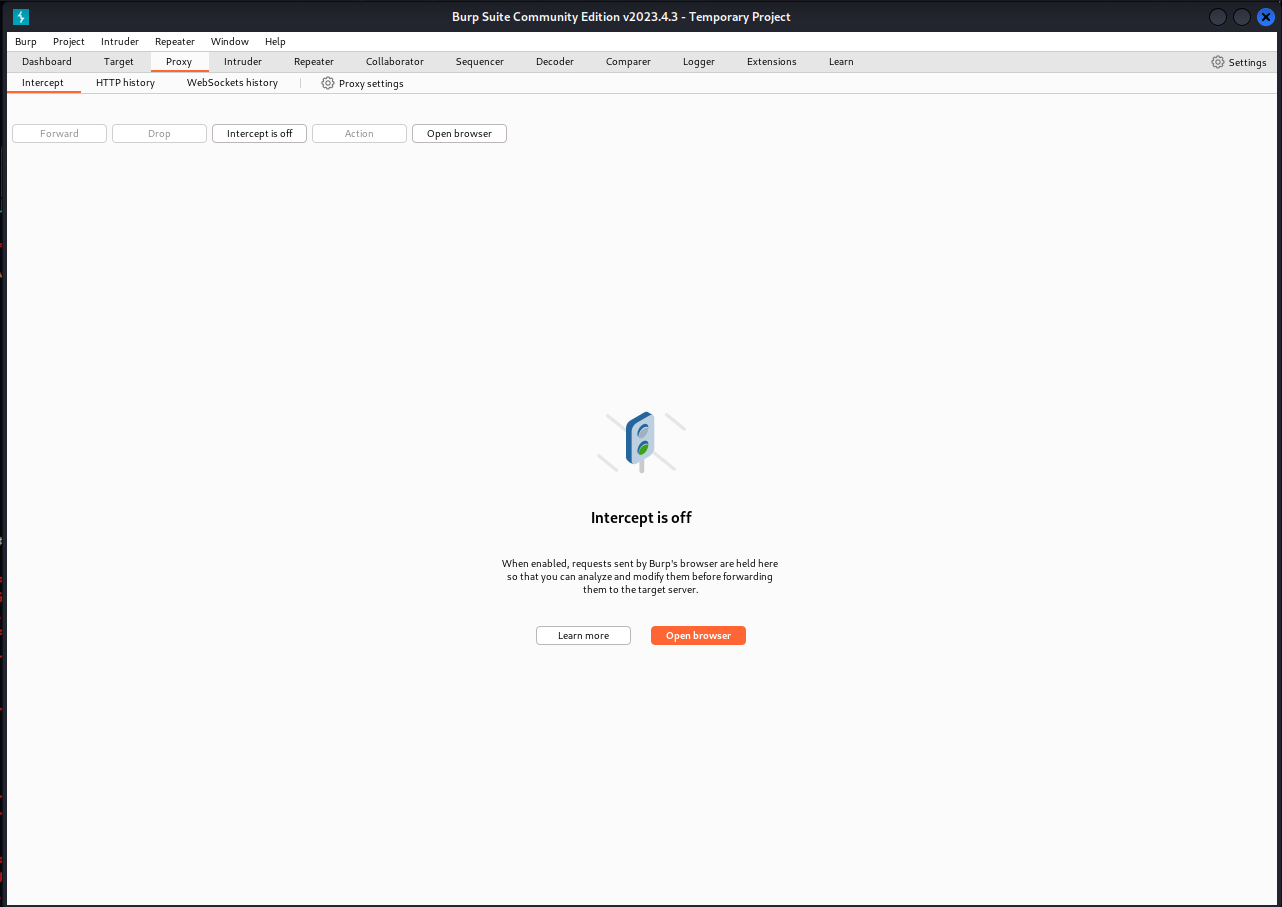 Burp Suite Community Edition v2023.4.3 - Temporary Project
Burp Project Intruder Repeater Window Help
Dashboard Target Proxy Intruder Repeater Collaborator Sequencer Decoder Comparer Logger Extensions Learn Settings
Intercept HTTP history WebSockets history Proxy settings
Forward Drop Intercept is off Action Open browser
Intercept is off
When enabled, requests sent by Burp's browser are held here
so that you can analyze and modify them before forwarding
them to the target server.
Learn more Open browser